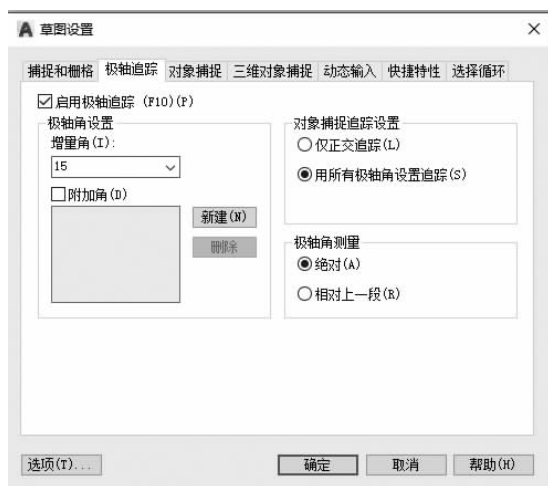 草图设置
捕捉和栅格 极轴追踪 对象捕捉 三维对象捕捉 动态输入 快捷特性 选择循环
启用极轴追踪 (F10)(P)
极轴角设置
增量角(I):
15
附加角(D)
新建(N)
删除
对象捕捉追踪设置
仅正交追踪(L)
用所有极轴角设置追踪(S)
极轴角测量
绝对(A)
相对上一段(R)
选项(T)...
确定
取消
帮助(H)